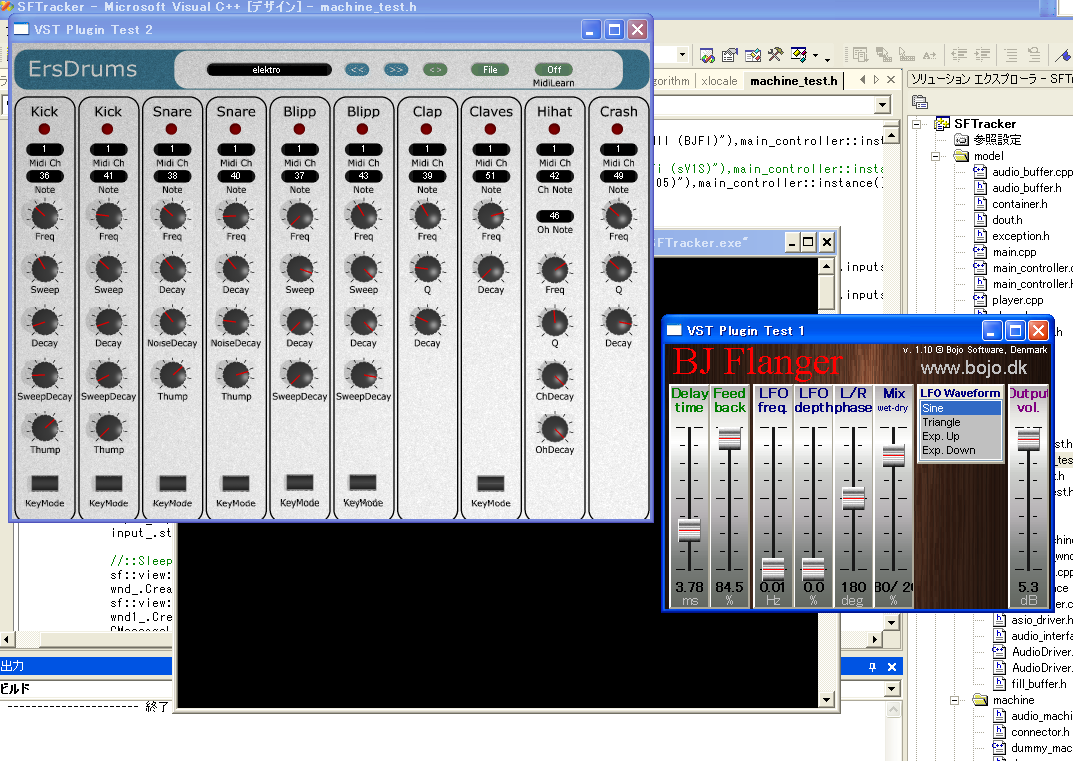 SFTracker - Microsoft Visual C++ [デザイン] - machine_test.h
VST Plugin Test 2
ErsDrums
elektro
<< >> <> File Off
MidiLearn
Kick Kick Snare Snare Blipp Blipp Clap Claves Hihat Crash
1 1 1 1 1 1 1 1 1 1
Midi Ch Midi Ch Midi Ch Midi Ch Midi Ch Midi Ch Midi Ch Midi Ch Midi Ch Midi Ch
36 41 38 40 37 43 39 51 42 49
Note Note Note Note Note Note Note Note Ch Note Note
46
Oh Note
Freq Freq Freq Freq Freq Freq Freq Freq Freq
Sweep Sweep Decay Decay Sweep Sweep Q Decay Freq Q
Decay Decay NoiseDecay NoiseDecay Decay Decay Decay Q Decay
SweepDecay SweepDecay Thump Thump SweepDecay SweepDecay ChDecay
Thump Thump OhDecay
KeyMode KeyMode KeyMode KeyMode KeyMode KeyMode KeyMode
gorithm xlocale machine_test.h
ll (BJFl)"),main_controller::inst
i (sV1S)"),main_controller::insta
05)"),main_controller::instance()
SFTracker.exe"
.inputs
.inputs
VST Plugin Test 1
BJ Flanger
v. 1.10 © Bojo Software, Denmark
www.bojo.dk
Delay time
Feed back
LFO freq.
LFO depth
L/R phase
Mix wet-dry
LFO Waveform
Sine
Triangle
Exp. Up
Exp. Down
Output vol.
3.78 84.5 0.01 0.0 180 80/ 20 5.3
ms % Hz % deg % dB
input_.st
//::Sleep
sf::view:
wnd_.Crea
sf::view:
wnd1_.Cre
出力
ビルド
---------------------- 終了
ソリューション エクスプローラ - SFTr
SFTracker
参照設定
model
audio_buffer.cpp
audio_buffer.h
container.h
dout.h
exception.h
main.cpp
main_controller.c
main_controller.h
player.cpp
asio_driver.h
audio_interfa
AudioDriver.
AudioDriver.
fill_buffer.h
machine
audio_machi
connector.h
dummy_mac